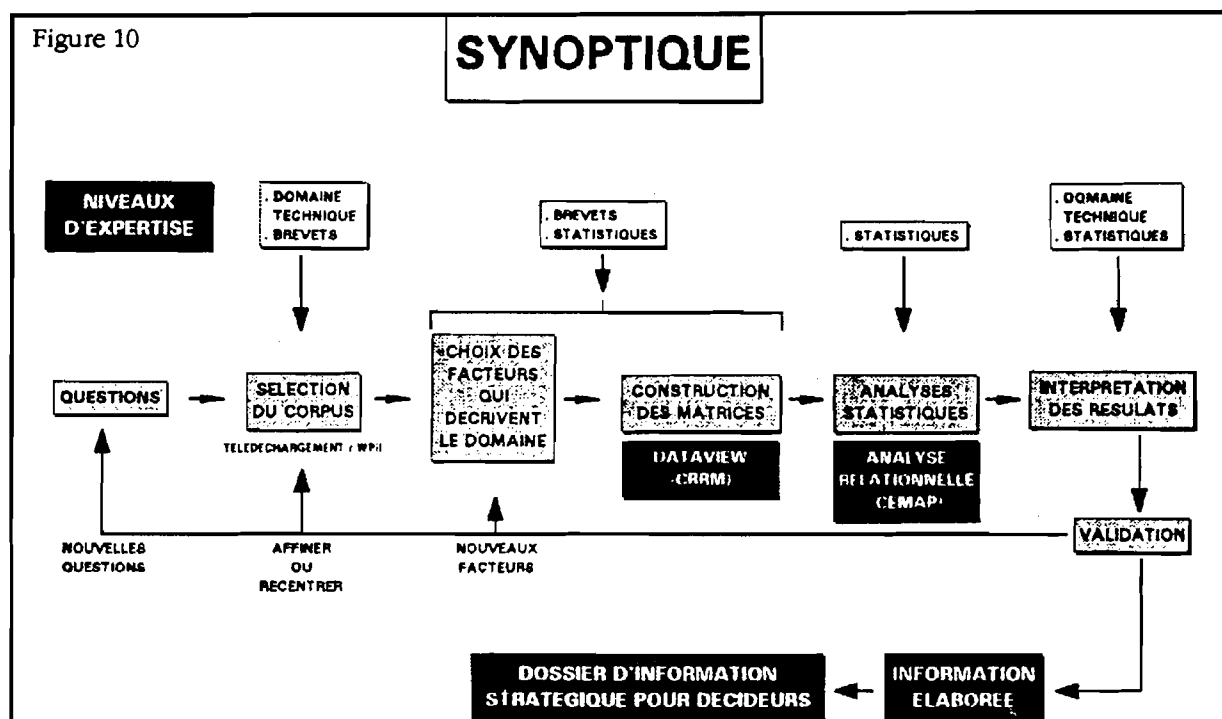 Figure 10
SYNOPTIQUE
NIVEAUX
D'EXPERTISE
. DOMAINE
TECHNIQUE
. BREVETS
. BREVETS
. STATISTIQUES
. STATISTIQUES
. DOMAINE
TECHNIQUE
. STATISTIQUES
QUESTIONS
SELECTION
DU CORPUS
TELEDECHARGEMENT
CHOIX DES
FACTEURS
QUI
DECRIVENT
LE DOMAINE
CONSTRUCTION
DES MATRICES
DATAVIEW
(CRRM)
ANALYSES
STATISTIQUES
ANALYSE
RELATIONNELLE
CEMAP)
INTERPRETATION
DES RESULATS
NOUVELLES
QUESTIONS
AFFINER
OU
RECENTRER
NOUVEAUX
FACTEURS
VALIDATION
DOSSIER D'INFORMATION
STRATEGIQUE POUR DECIDEURS
INFORMATION
ELABOREE